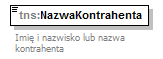 tns:NazwaKontrahenta
Imię i nazwisko lub nazwa
kontrahenta